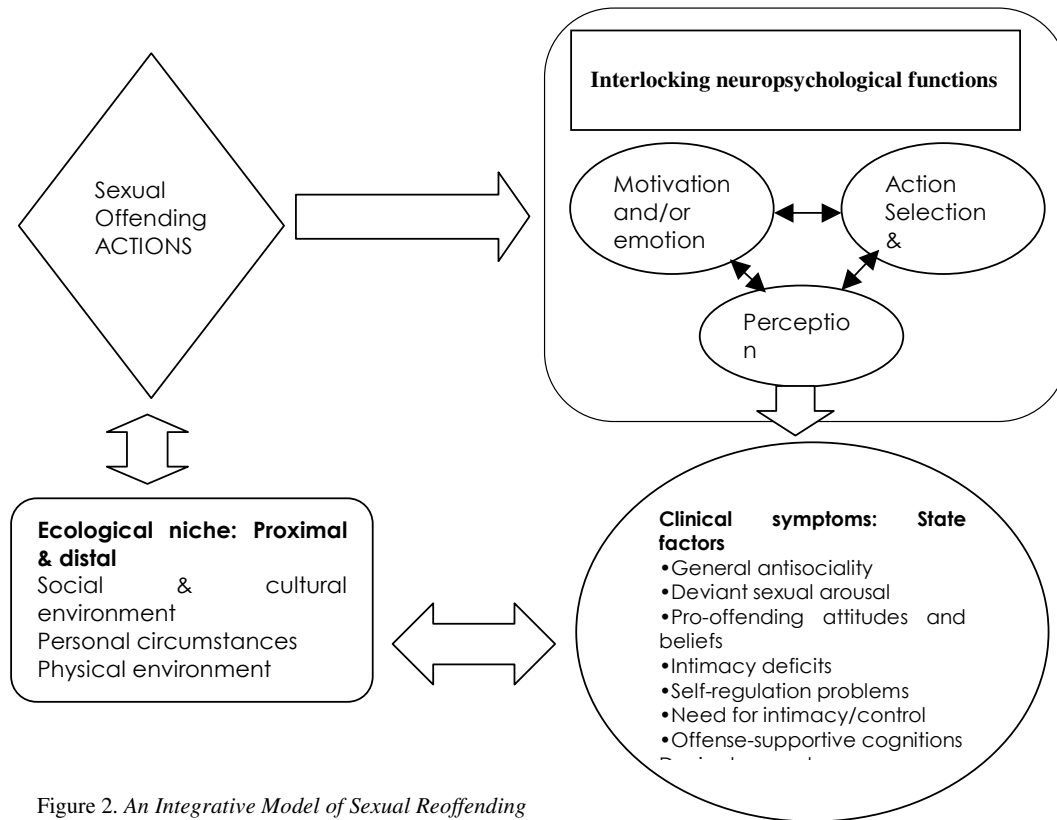 Sexual
Offending
ACTIONS
Interlocking neuropsychological functions
Motivation
and/or
emotion
Action
Selection
&
Perceptio
n
Ecological niche: Proximal
& distal
Social & cultural
environment
Personal circumstances
Physical environment
Clinical symptoms: State
factors
•General antisociality
•Deviant sexual arousal
•Pro-offending attitudes and
beliefs
•Intimacy deficits
•Self-regulation problems
•Need for intimacy/control
•Offense-supportive cognitions
Figure 2. An Integrative Model of Sexual Reoffending